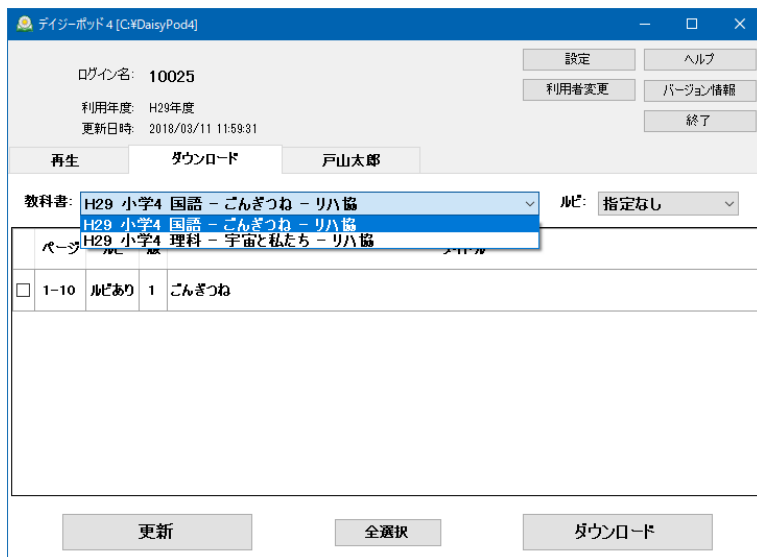 デイジーポッド4 [C:¥DaisyPod4]
設定 ヘルプ
ログイン名: 10025
利用者変更 バージョン情報
利用年度: H29年度
終了
更新日時: 2018/03/11 11:59:31
再生 ダウンロード 戸山太郎
教科書: H29 小学4 国語 - ごんぎつね - リハ協 ルビ: 指定なし
H29 小学4 国語 - ごんぎつね - リハ協
H29 小学4 理科 - 宇宙と私たち - リハ協
ページ
1-10 ルビあり 1 ごんぎつね
更新 全選択 ダウンロード